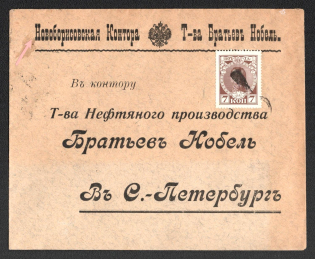 Новоборисовская Контора Т-ва Братьевъ Нобель.
Въ контору
Т-ва Нефтяного производства
Братьевъ Нобель
Въ С.-Петербургъ
7 КОП 7